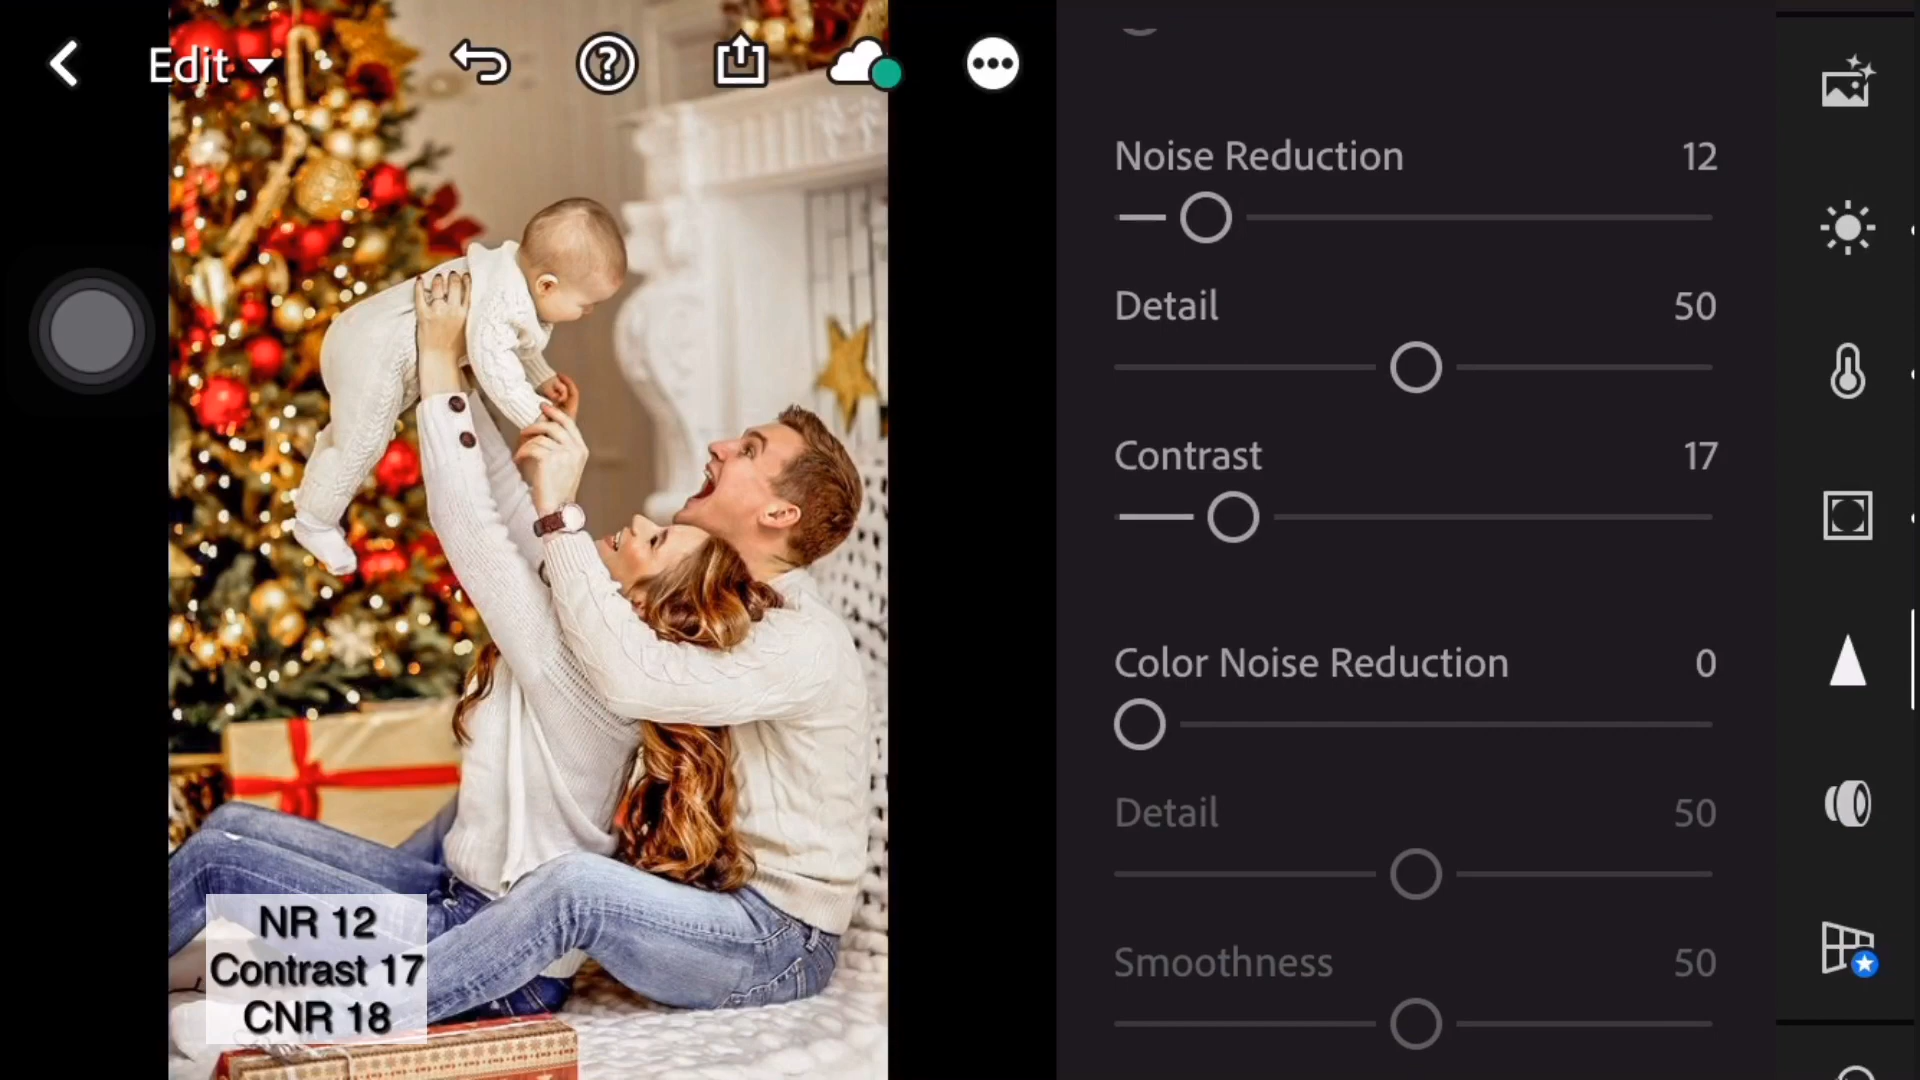 Edit
Noise Reduction 12
Detail 50
Contrast 17
Color Noise Reduction 0
Detail 50
Smoothness 50
NR 12
Contrast 17
CNR 18